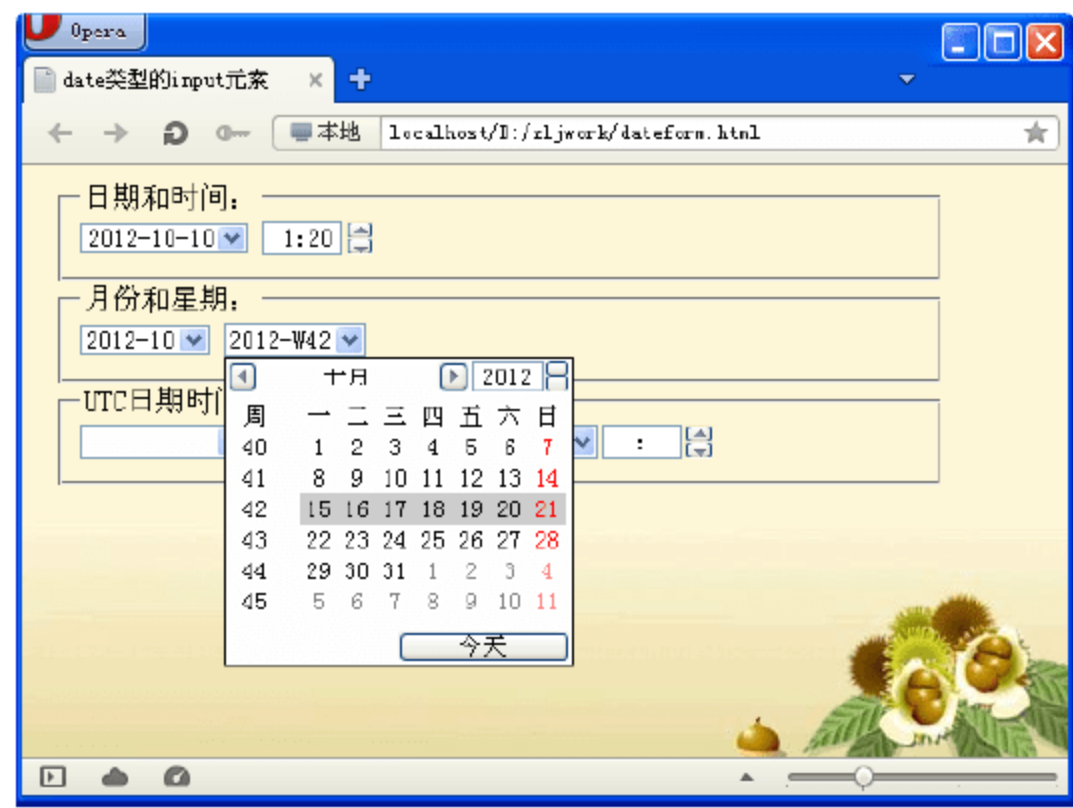 Opera
date类型的input元素
本地 localhost/D:/zljwork/dateform.html
日期和时间：
2012-10-10 1:20
月份和星期：
2012-10 2012-W42
十月 2012
UTC日期时
周 一 二 三 四 五 六 日
:
40 1 2 3 4 5 6 7
41 8 9 10 11 12 13 14
42 15 16 17 18 19 20 21
43 22 23 24 25 26 27 28
44 29 30 31 1 2 3 4
45 5 6 7 8 9 10 11
今天